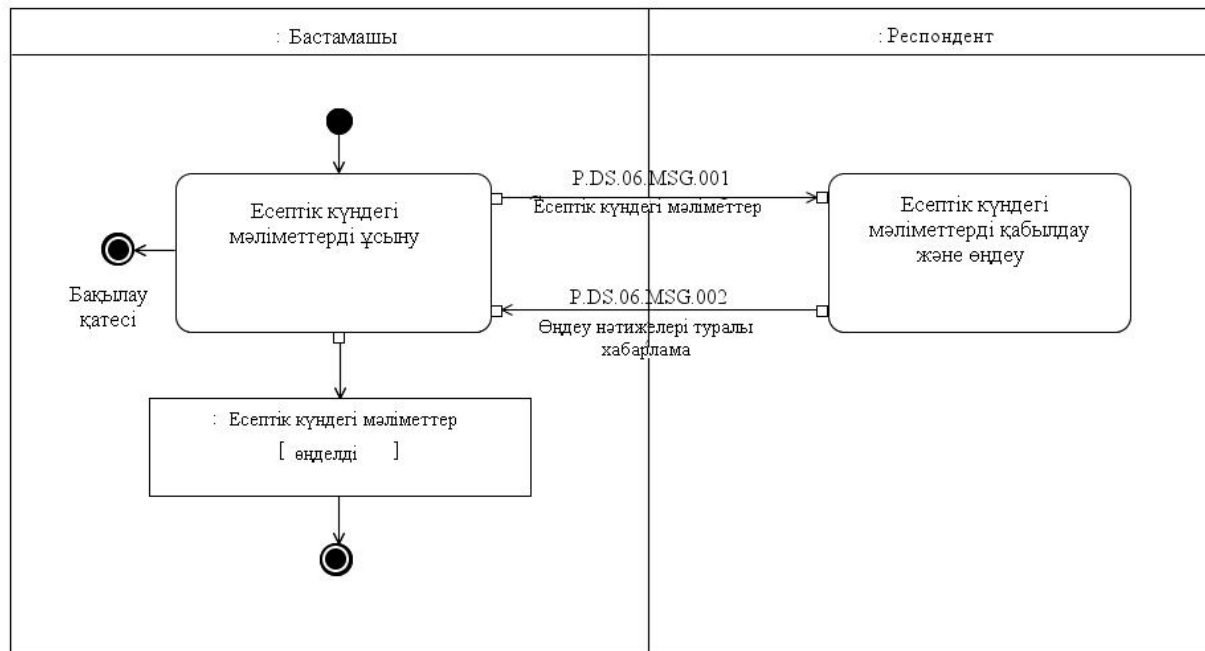 : Бастамашы
: Респондент
P.DS.06.MSG.001
Есептік күндегі мәліметтер
Есептік күндегі
мәліметтерді ұсыну
Есептік күндегі
мәліметтерді қабылдау
және өңдеу
Бақылау
қатесі
P.DS.06.MSG.002
Өңдеу нәтижелері туралы
хабарлама
: Есептік күндегі мәліметтер
[ өңделді ]